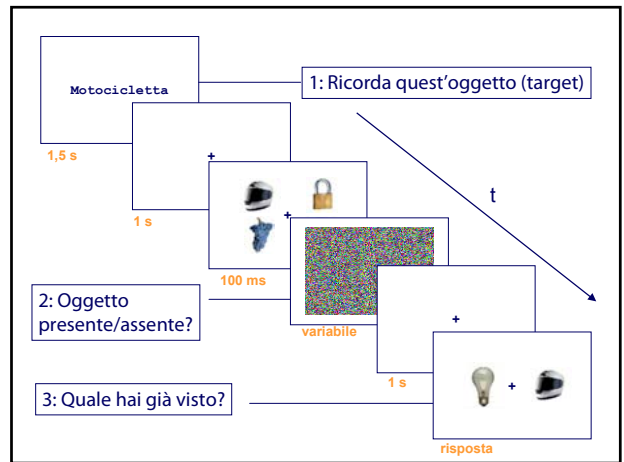 Motocicletta
1: Ricorda quest'oggetto (target)
1,5 s
+
1 s
t
+
100 ms
2: Oggetto
presente/assente?
variabile
+
1 s
3: Quale hai già visto?
+
risposta